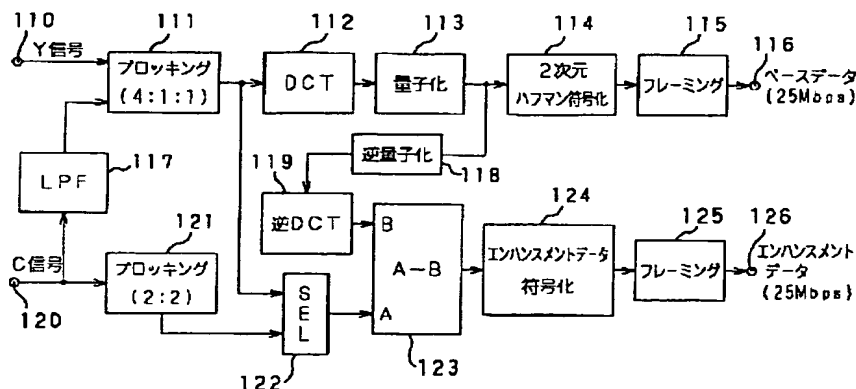 110
Y信号
111
ブロッキング
(4:1:1)
112
DCT
113
量子化
114
2次元
ハフマン符号化
115
フレーミング
116
ベースデータ
(25Mbps)
117
LPF
119
逆DCT
逆量子化
118
C信号
120
121
ブロッキング
(2:2)
S
E
L
122
B
A-B
A
123
124
エンハンスメントデータ
符号化
125
フレーミング
126
エンハンスメント
データ
(25Mbps)